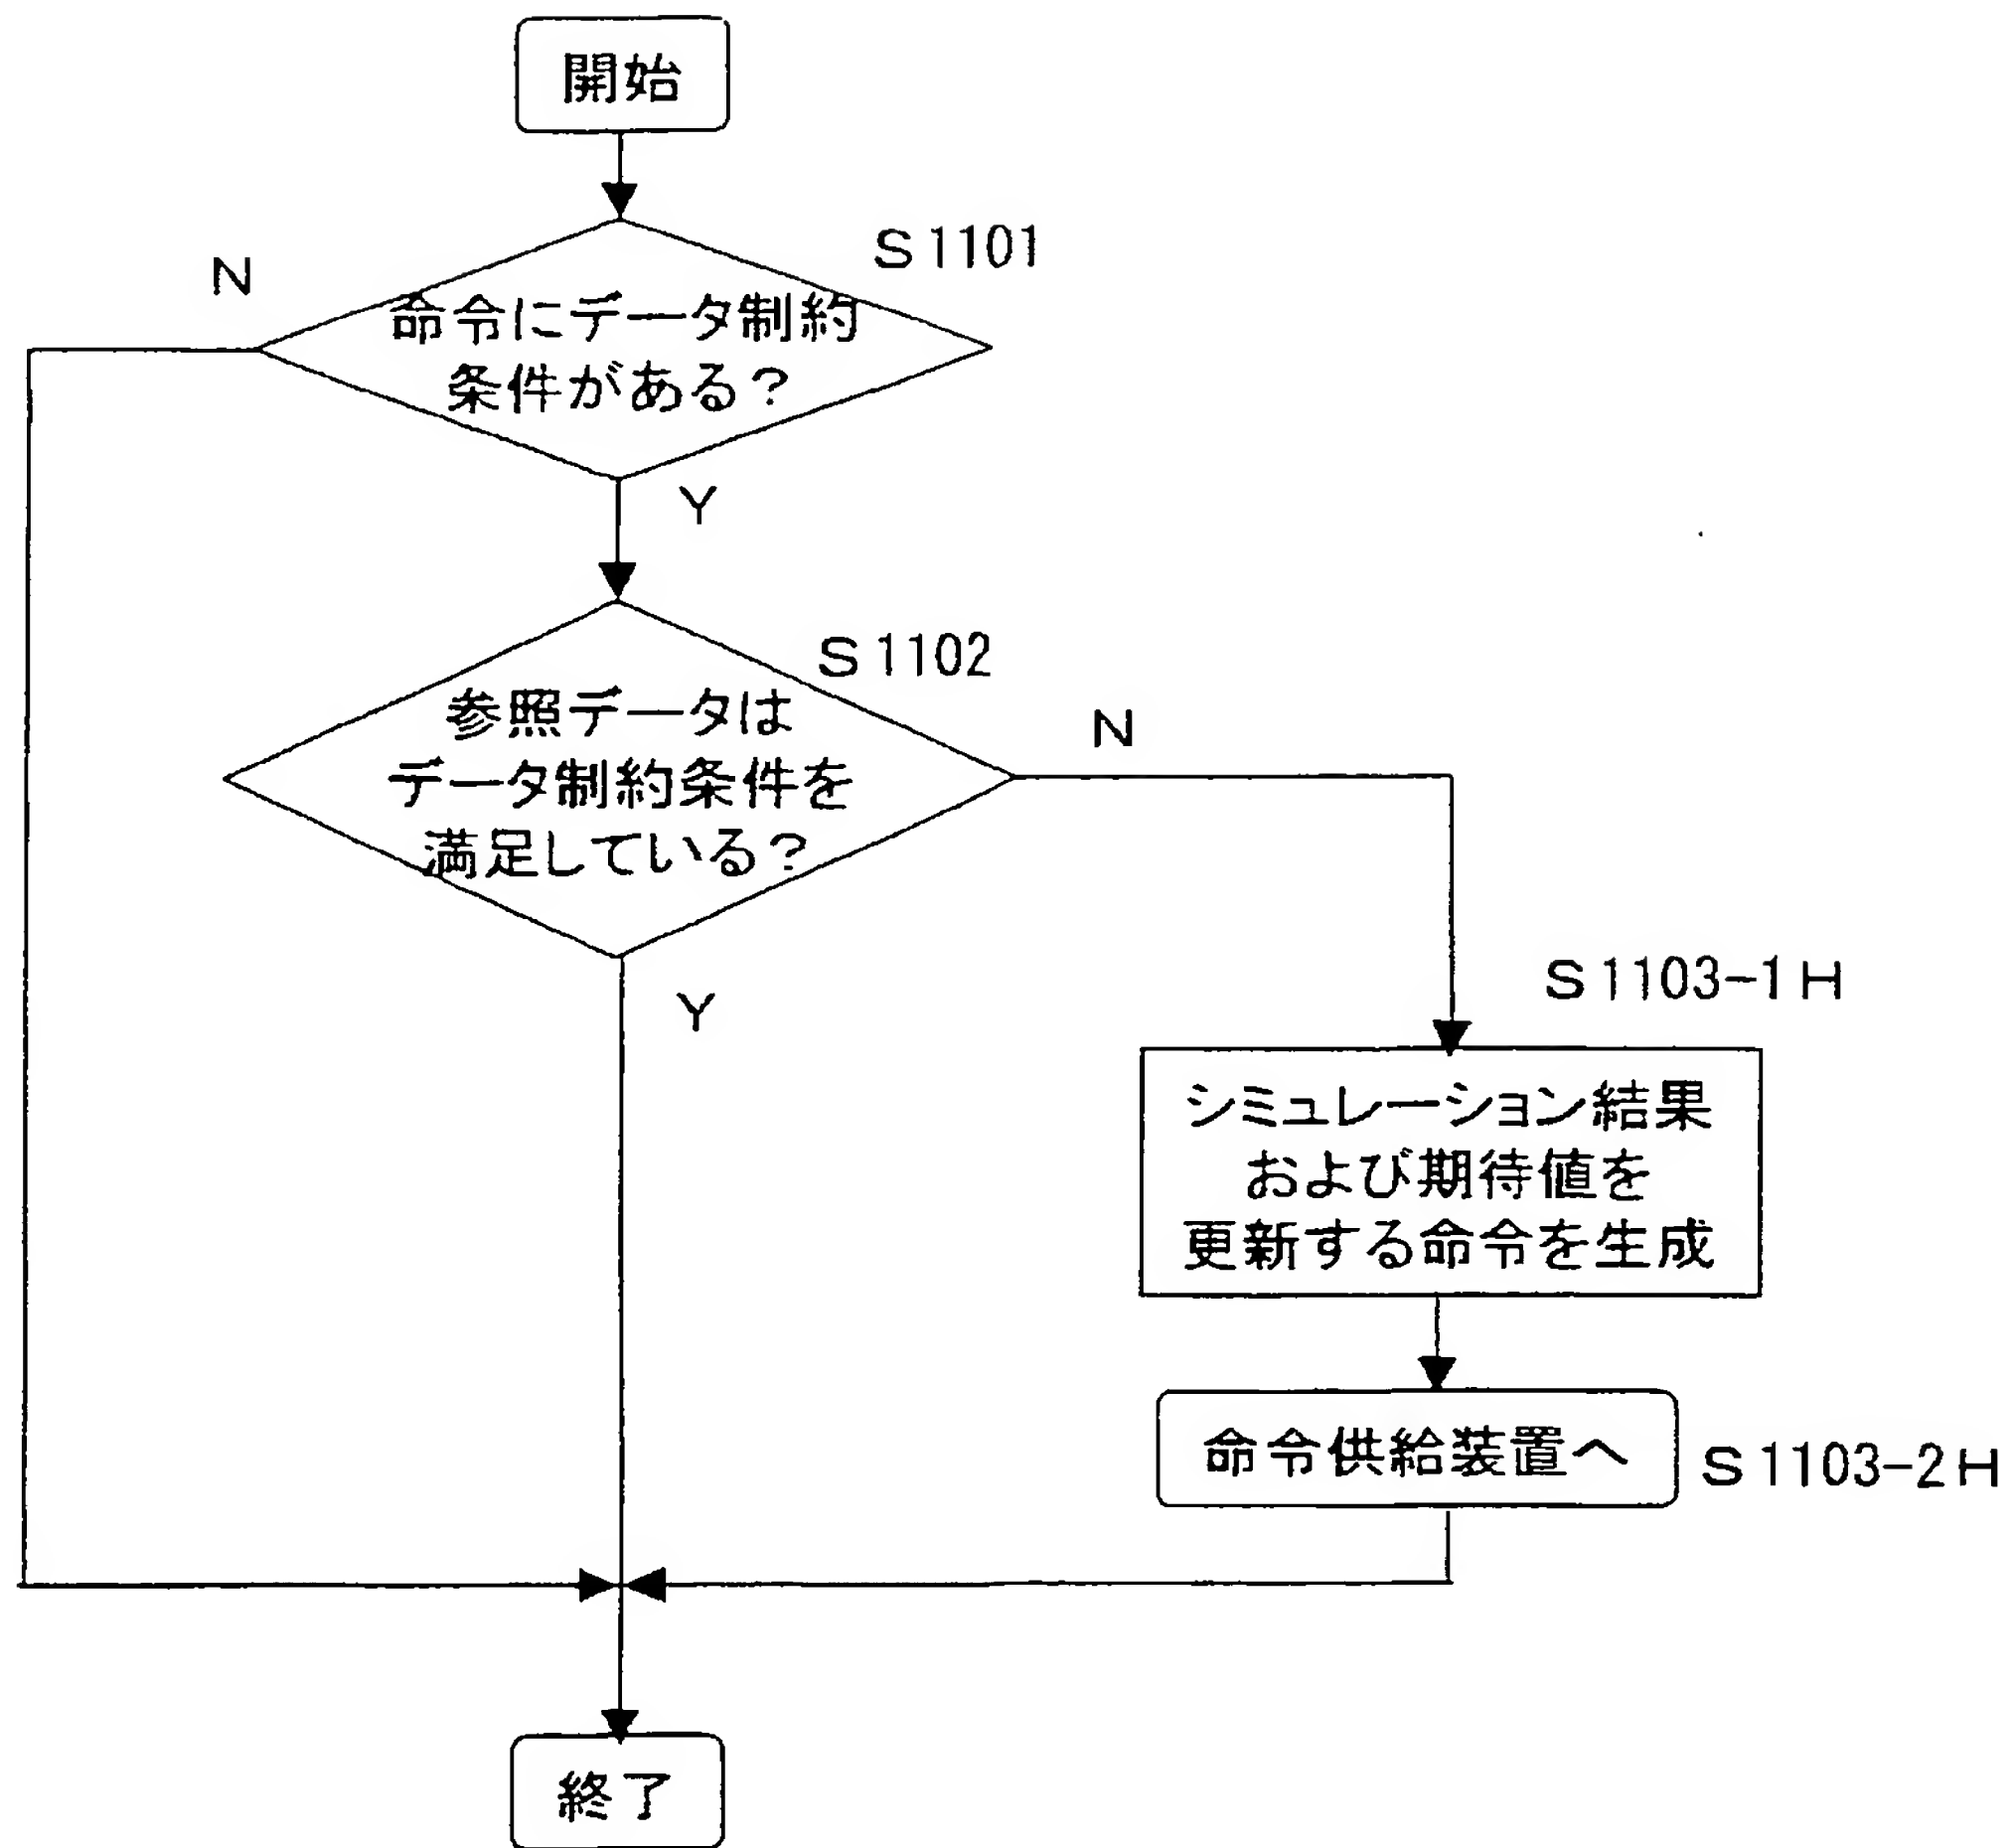 開始
S1101
N
命令にデータ制約
条件がある?
Y
S1102
参照データは
データ制約条件を
満足している?
N
Y
S1103-1H
シミュレーション結果
および期待値を
更新する命令を生成
命令供給装置へ
S1103-2H
終了